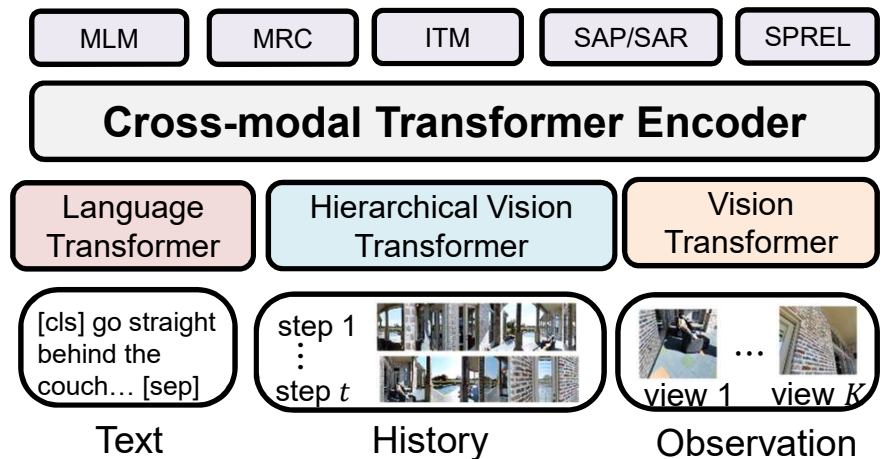 MLM MRC ITM SAP/SAR SPREL
Cross-modal Transformer Encoder
Language
Transformer
Hierarchical Vision
Transformer
Vision
Transformer
[cls] go straight
behind the
couch… [sep]
step 1
⋮
step t
…
view 1 view K
Text History Observation